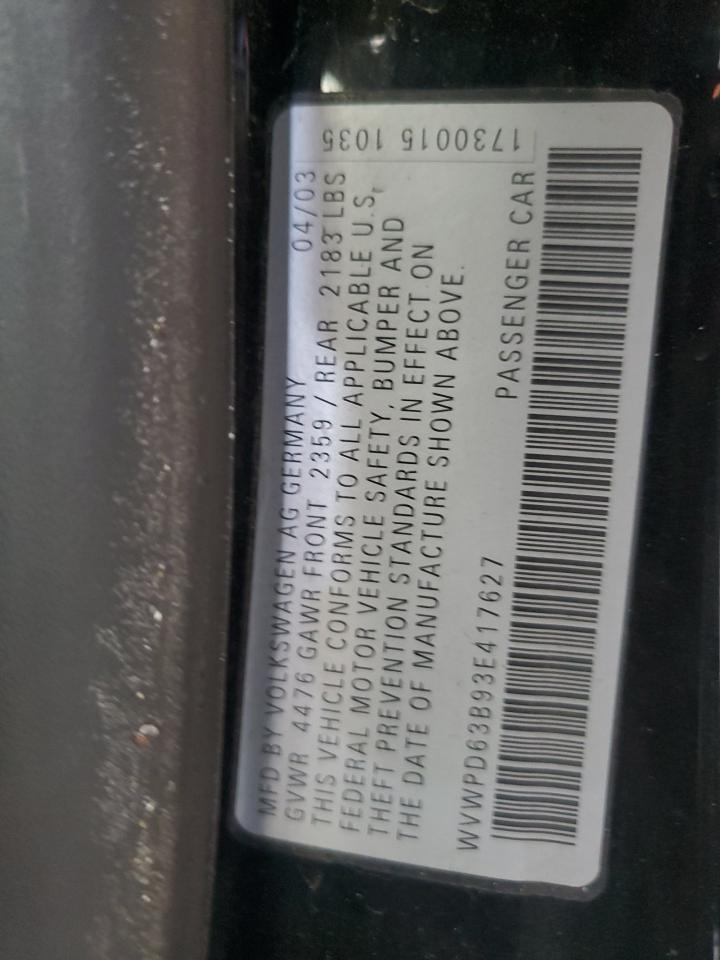 MFD BY VOLKSWAGEN AG GERMANY 04/03
GVWR 4476 GAWR FRONT 2359 / REAR 2183 LBS
THIS VEHICLE CONFORMS TO ALL APPLICABLE U.S.
FEDERAL MOTOR VEHICLE SAFETY, BUMPER AND
THEFT PREVENTION STANDARDS IN EFFECT ON
THE DATE OF MANUFACTURE SHOWN ABOVE.
WVWPD63B93E417627 PASSENGER CAR
1730015 1035